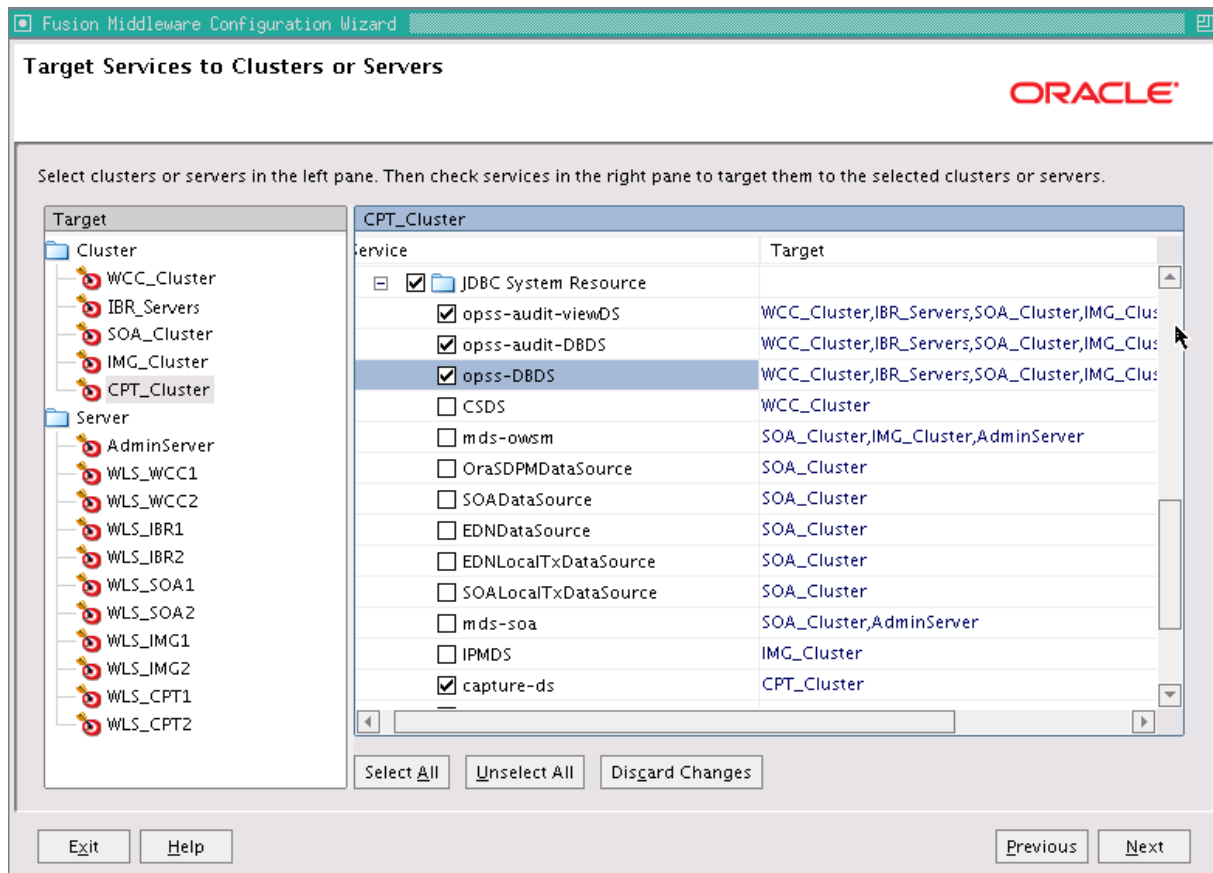 Fusion Middleware Configuration Wizard
Target Services to Clusters or Servers
ORACLE
Select clusters or servers in the left pane. Then check services in the right pane to target them to the selected clusters or servers.
Target
Cluster
WCC_Cluster
IBR_Servers
SOA_Cluster
IMG_Cluster
CPT_Cluster
Server
AdminServer
WLS_WCC1
WLS_WCC2
WLS_IBR1
WLS_IBR2
WLS_SOA1
WLS_SOA2
WLS_IMG1
WLS_IMG2
WLS_CPT1
WLS_CPT2
CPT_Cluster
Service Target
JDBC System Resource
opss-audit-viewDS WCC_Cluster,IBR_Servers,SOA_Cluster,IMG_Clus
opss-audit-DBDS WCC_Cluster,IBR_Servers,SOA_Cluster,IMG_Clus
opss-DBDS WCC_Cluster,IBR_Servers,SOA_Cluster,IMG_Clus
CSDS WCC_Cluster
mds-owsm SOA_Cluster,IMG_Cluster,AdminServer
OraSDPMDataSource SOA_Cluster
SOADataSource SOA_Cluster
EDNDataSource SOA_Cluster
EDNLocalTxDataSource SOA_Cluster
SOALocalTxDataSource SOA_Cluster
mds-soa SOA_Cluster,AdminServer
IPMDS IMG_Cluster
capture-ds CPT_Cluster
Select All Unselect All Discard Changes
Exit Help Previous Next